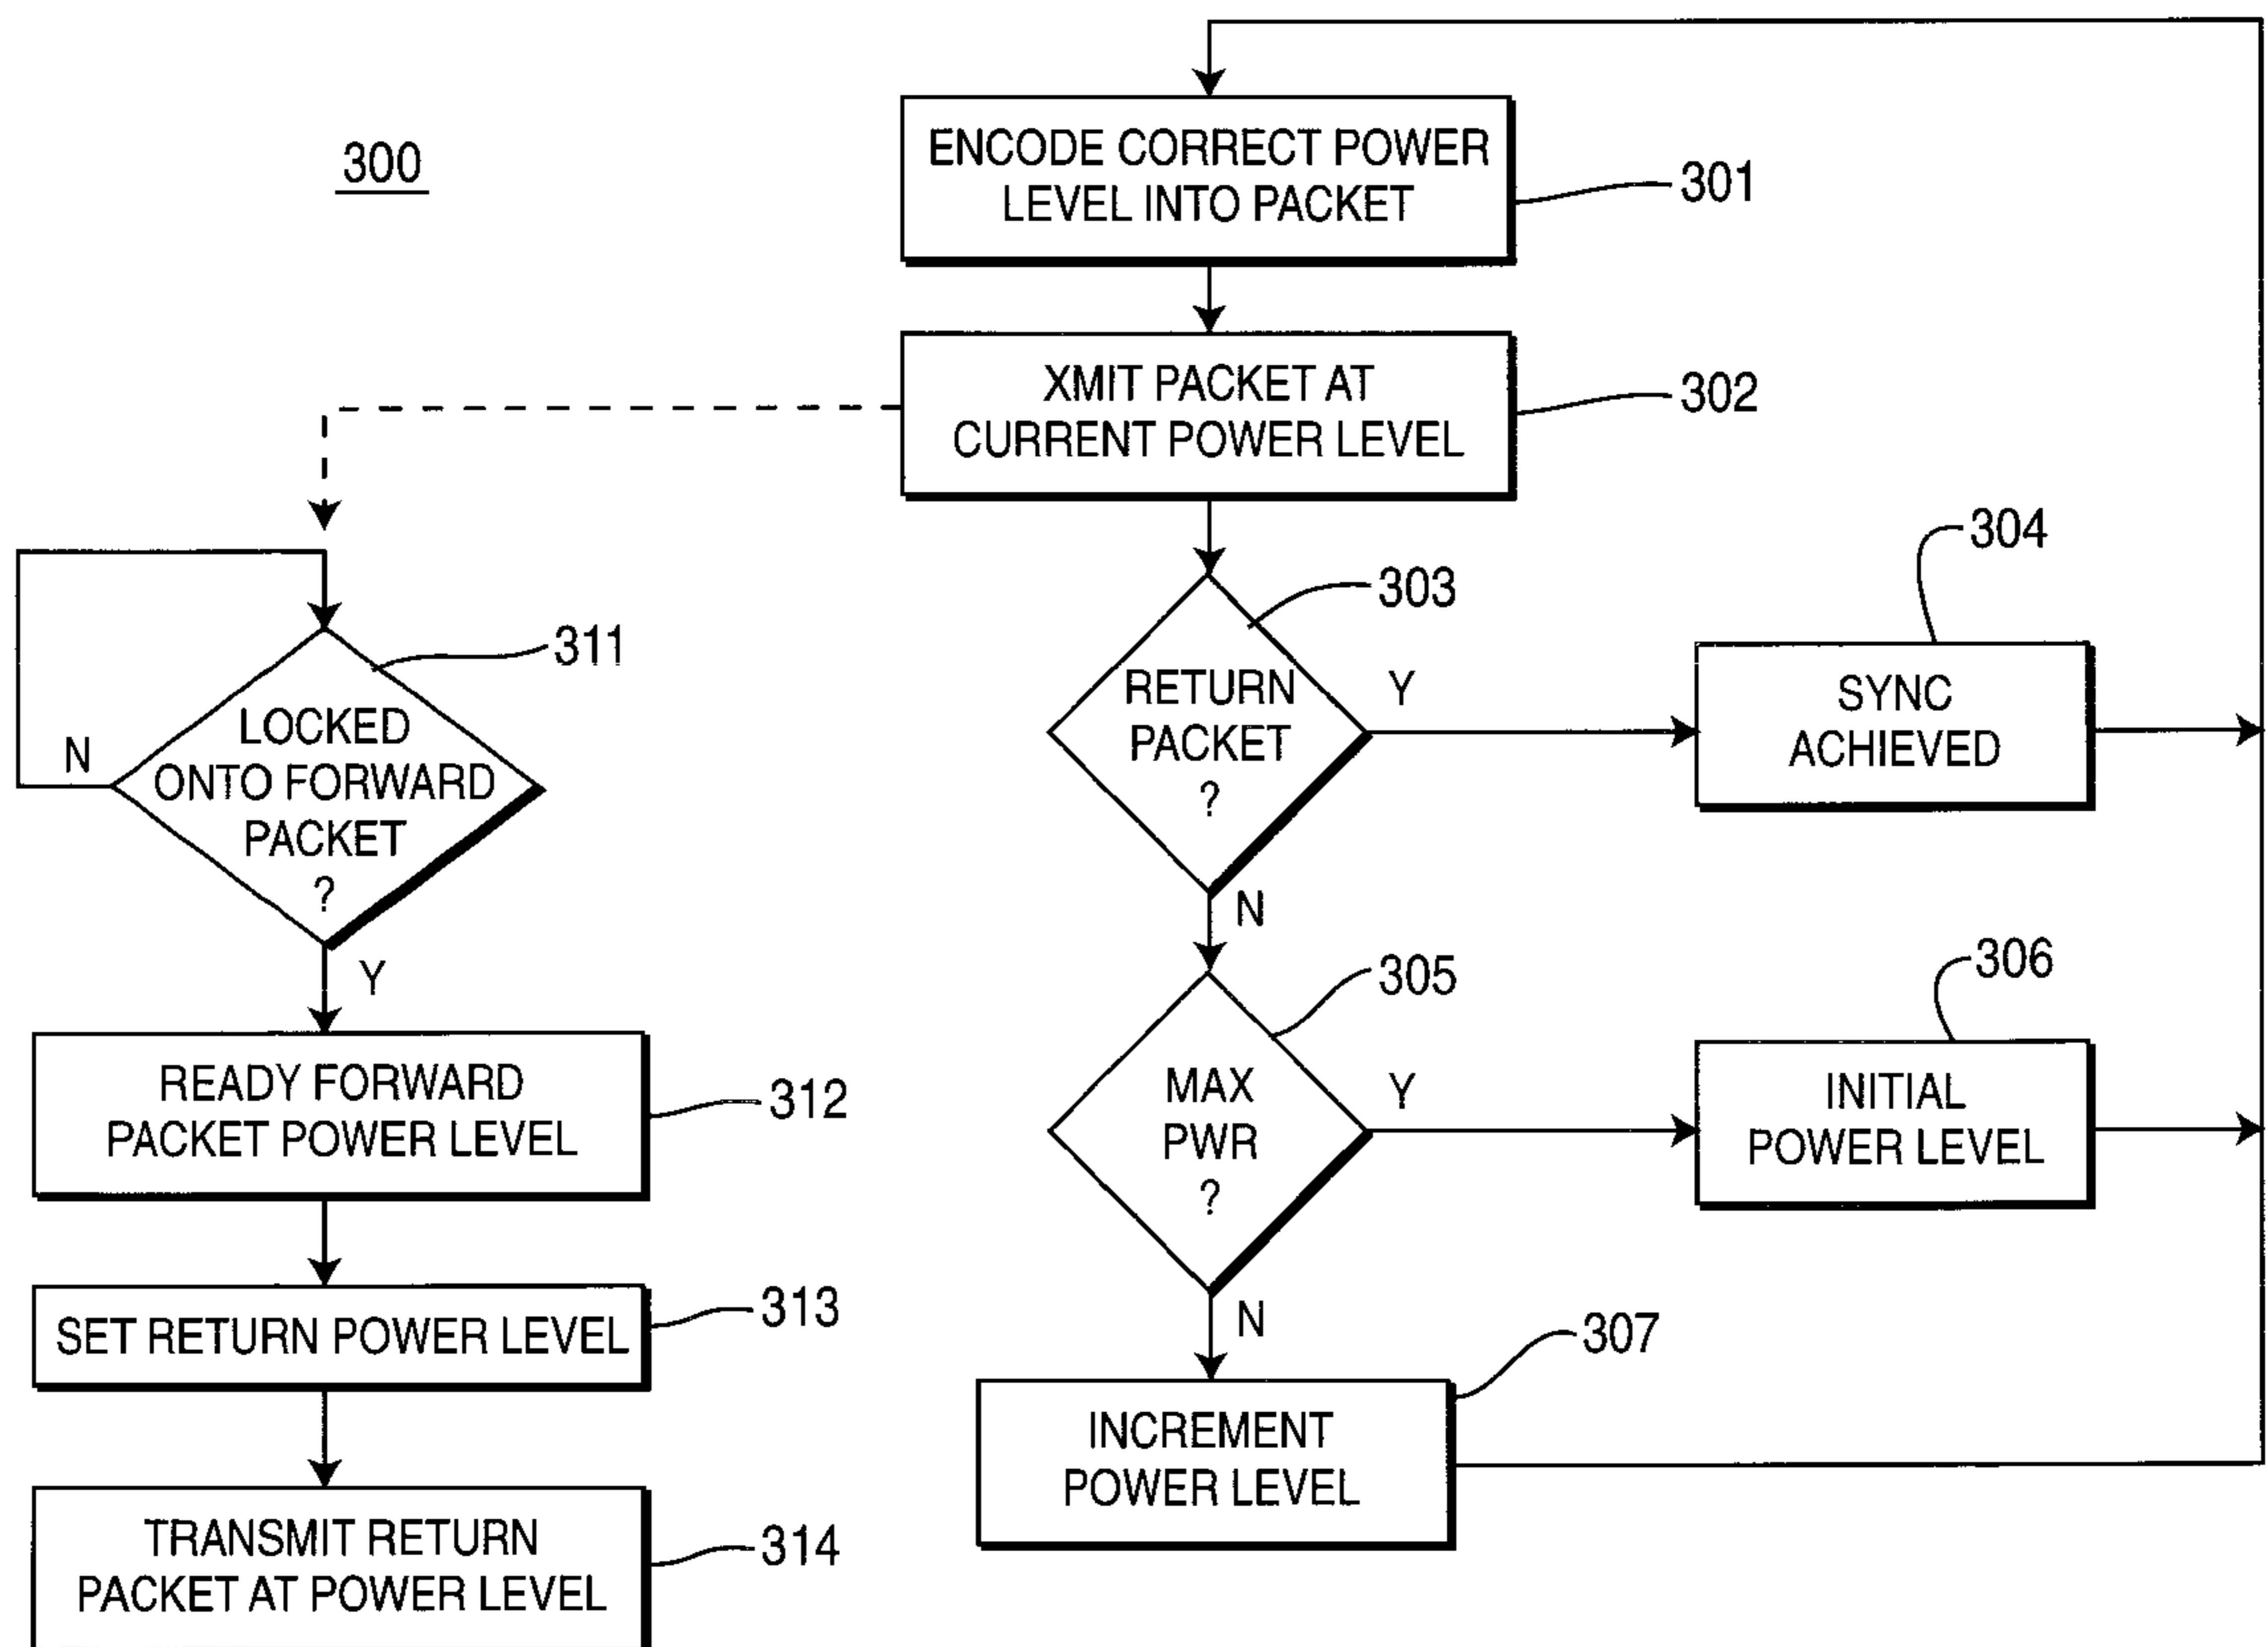 300
ENCODE CORRECT POWER
LEVEL INTO PACKET
301
XMIT PACKET AT
CURRENT POWER LEVEL
302
303
RETURN
PACKET
?
Y
N
304
SYNC
ACHIEVED
305
MAX
PWR
?
Y
N
306
INITIAL
POWER LEVEL
307
INCREMENT
POWER LEVEL
311
LOCKED
ONTO FORWARD
PACKET
?
N
Y
READY FORWARD
PACKET POWER LEVEL
312
SET RETURN POWER LEVEL
313
TRANSMIT RETURN
PACKET AT POWER LEVEL
314